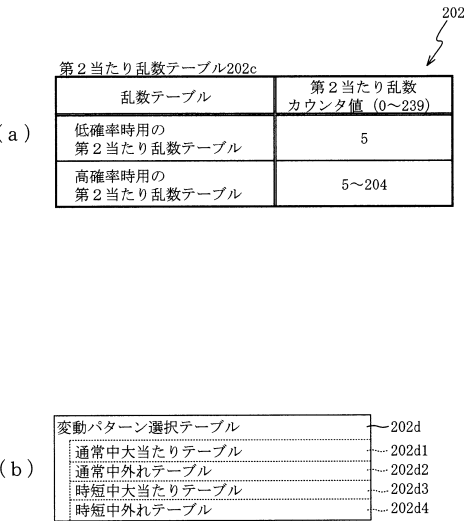 202
第２当たり乱数テーブル202c
乱数テーブル
第２当たり乱数
カウンタ値（0～239）
(a)
低確率時用の
第２当たり乱数テーブル
5
高確率時用の
第２当たり乱数テーブル
5～204
(b)
変動パターン選択テーブル
202d
通常中大当たりテーブル
202d1
通常中外れテーブル
202d2
時短中大当たりテーブル
202d3
時短中外れテーブル
202d4